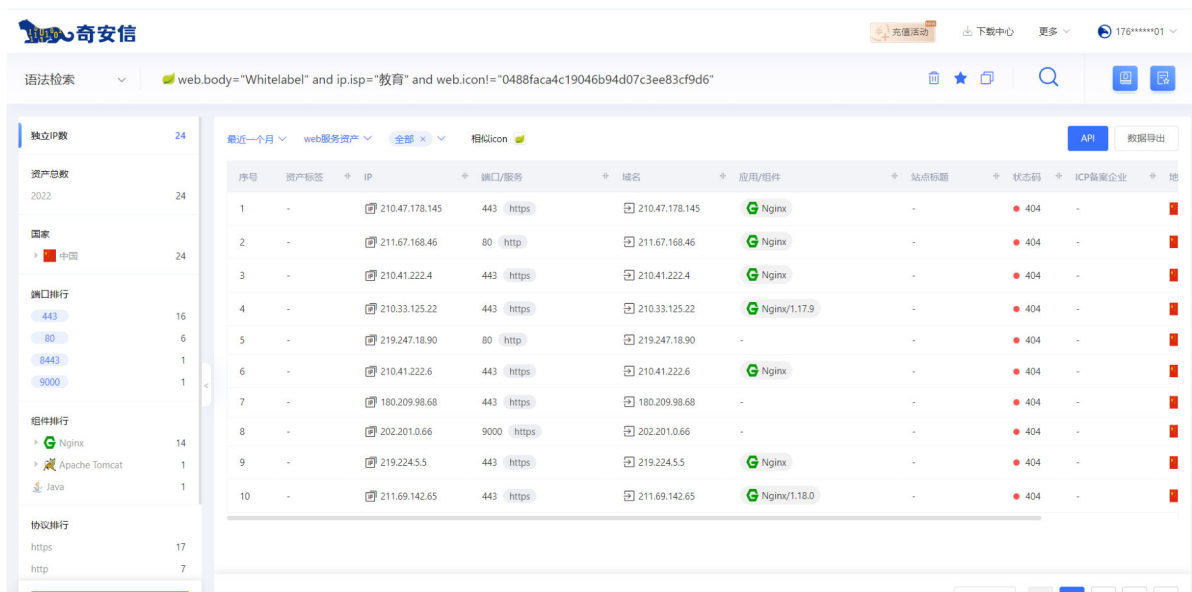 奇安信
充值活动 下载中心 更多 176******01
语法检索 web.body="Whitelabel" and ip.isp="教育" and web.icon!="0488faca4c19046b94d07c3ee83cf9d6"
独立IP数 24
资产总数
2022 24
国家
中国 24
端口排行
443 16
80 6
8443 1
9000 1
组件排行
Nginx 14
Apache Tomcat 1
Java 1
协议排行
https 17
http 7
最近一个月 web服务资产 全部 × 相似icon API 数据导出
序号 资产标签 IP 端口/服务 域名 应用/组件 站点标题 状态码 ICP备案企业 地
1 - 210.47.178.145 443 https 210.47.178.145 Nginx - 404 -
2 - 211.67.168.46 80 http 211.67.168.46 Nginx - 404 -
3 - 210.41.222.4 443 https 210.41.222.4 Nginx - 404 -
4 - 210.33.125.22 443 https 210.33.125.22 Nginx/1.17.9 - 404 -
5 - 219.247.18.90 80 http 219.247.18.90 - - 404 -
6 - 210.41.222.6 443 https 210.41.222.6 Nginx - 404 -
7 - 180.209.98.68 443 https 180.209.98.68 - - 404 -
8 - 202.201.0.66 9000 https 202.201.0.66 - - 404 -
9 - 219.224.5.5 443 https 219.224.5.5 Nginx - 404 -
10 - 211.69.142.65 443 https 211.69.142.65 Nginx/1.18.0 - 404 -